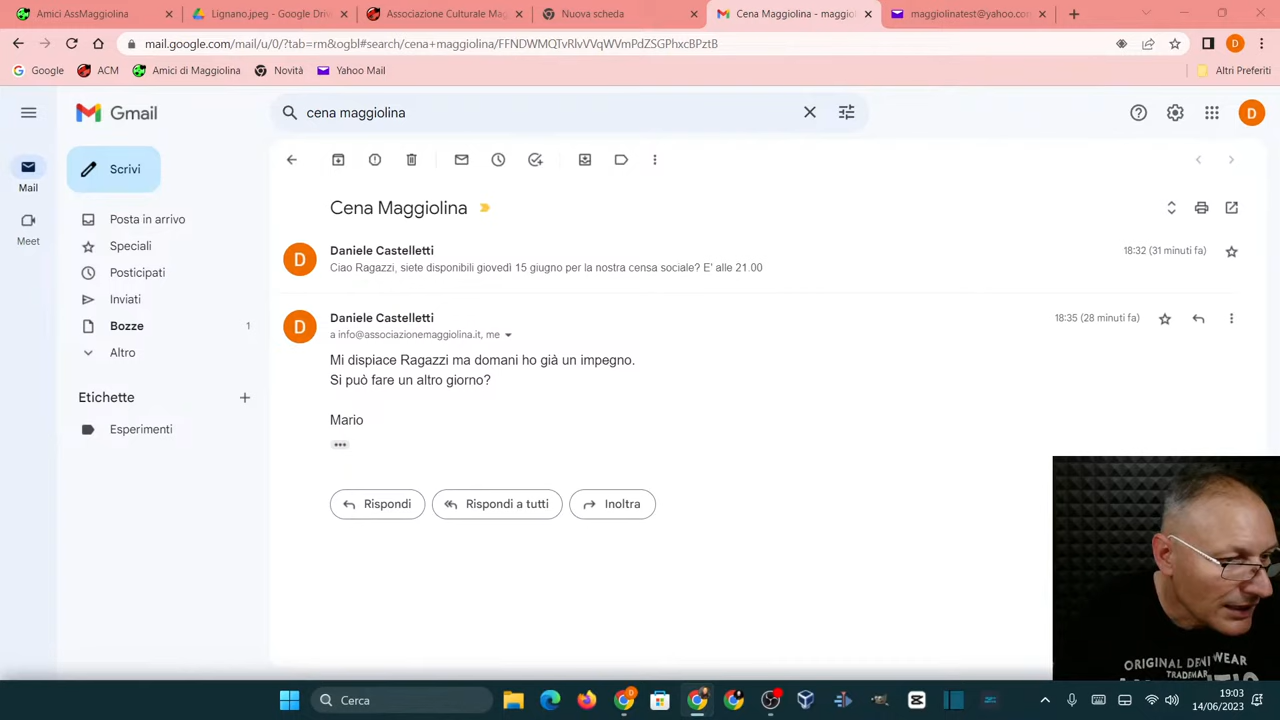 Amici AssMaggiolina
Lignano.jpeg - Google Dri
Associazione Culturale Mag
Nuova scheda
Cena Maggiolina - maggiol
maggiolinatest@yahoo.com
mail.google.com/mail/u/0/?tab=rm&ogbl#search/cena+maggiolina/FFNDWMQTvRlvVVqWVmPdZSGPhxcBPztB
D
Google
ACM
Amici di Maggiolina
Novità
Yahoo Mail
Altri Preferiti
Gmail
cena maggiolina
D
Mail
Meet
Scrivi
Posta in arrivo
Speciali
Posticipati
Inviati
Bozze 1
Altro
Etichette
Esperimenti
Cena Maggiolina
D
Daniele Castelletti
18:32 (31 minuti fa)
Ciao Ragazzi, siete disponibili giovedì 15 giugno per la nostra censa sociale? E' alle 21.00
D
Daniele Castelletti
18:35 (28 minuti fa)
a info@associazionemaggiolina.it, me
Mi dispiace Ragazzi ma domani ho già un impegno.
Si può fare un altro giorno?
Mario
Rispondi
Rispondi a tutti
Inoltra
ORIGINAL DENI WEAR
TRADEMAR
Cerca
19:03
14/06/2023